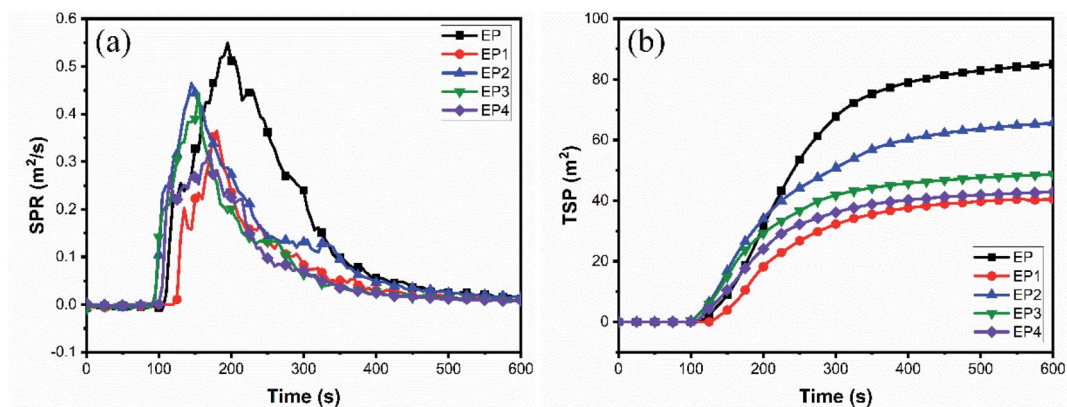 (a)
EP
EP1
EP2
EP3
EP4
0.6
0.5
0.4
0.3
0.2
0.1
0.0
-0.1
SPR (m²/s)
0 100 200 300 400 500 600
Time (s)
(b)
100
80
60
40
20
0
TSP (m²)
EP
EP1
EP2
EP3
EP4
0 100 200 300 400 500 600
Time (s)